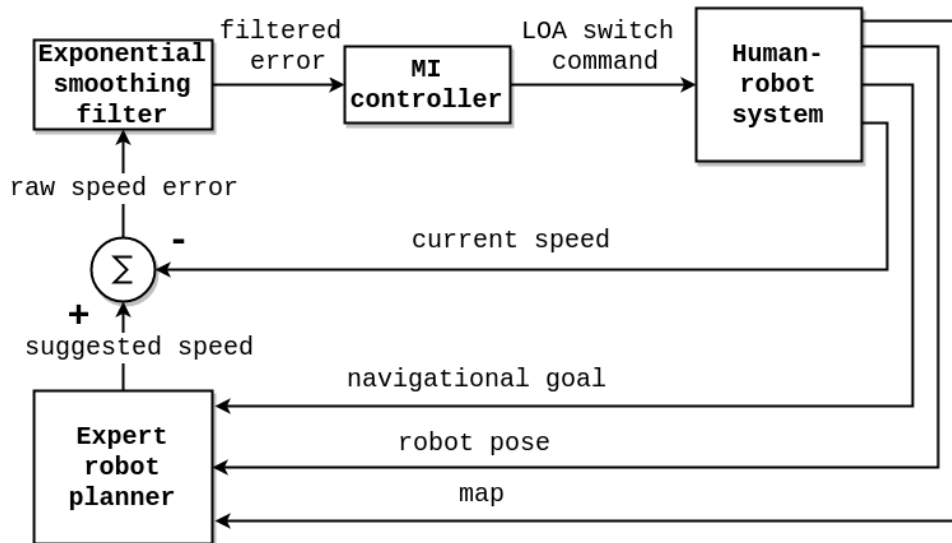 Exponential
smoothing
filter
filtered
error
MI
controller
LOA switch
command
Human-
robot
system
raw speed error
-
current speed
Σ
+
suggested speed
navigational goal
Expert
robot
planner
robot pose
map